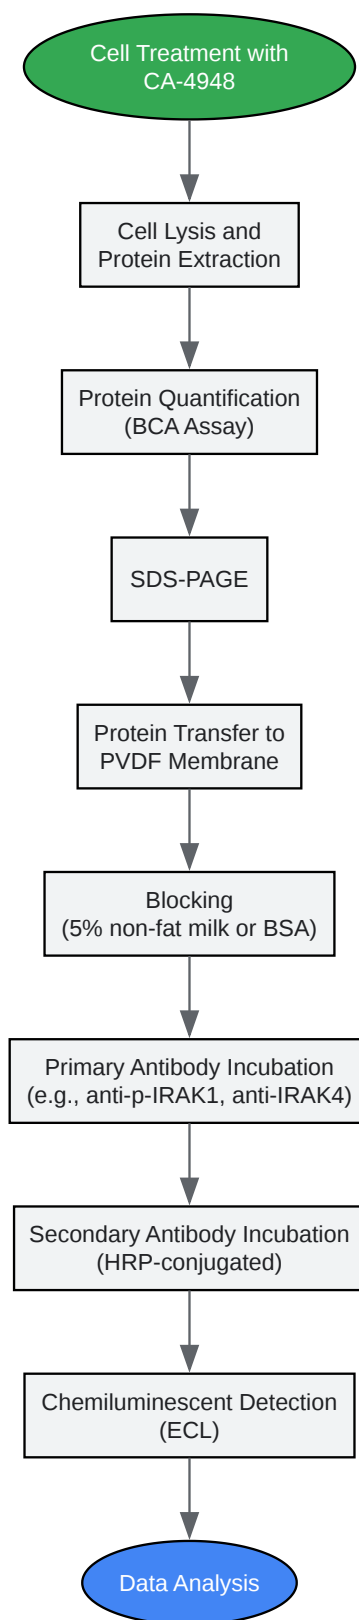 Cell Treatment with
CA-4948
Cell Lysis and
Protein Extraction
Protein Quantification
(BCA Assay)
SDS-PAGE
Protein Transfer to
PVDF Membrane
Blocking
(5% non-fat milk or BSA)
Primary Antibody Incubation
(e.g., anti-p-IRAK1, anti-IRAK4)
Secondary Antibody Incubation
(HRP-conjugated)
Chemiluminescent Detection
(ECL)
Data Analysis